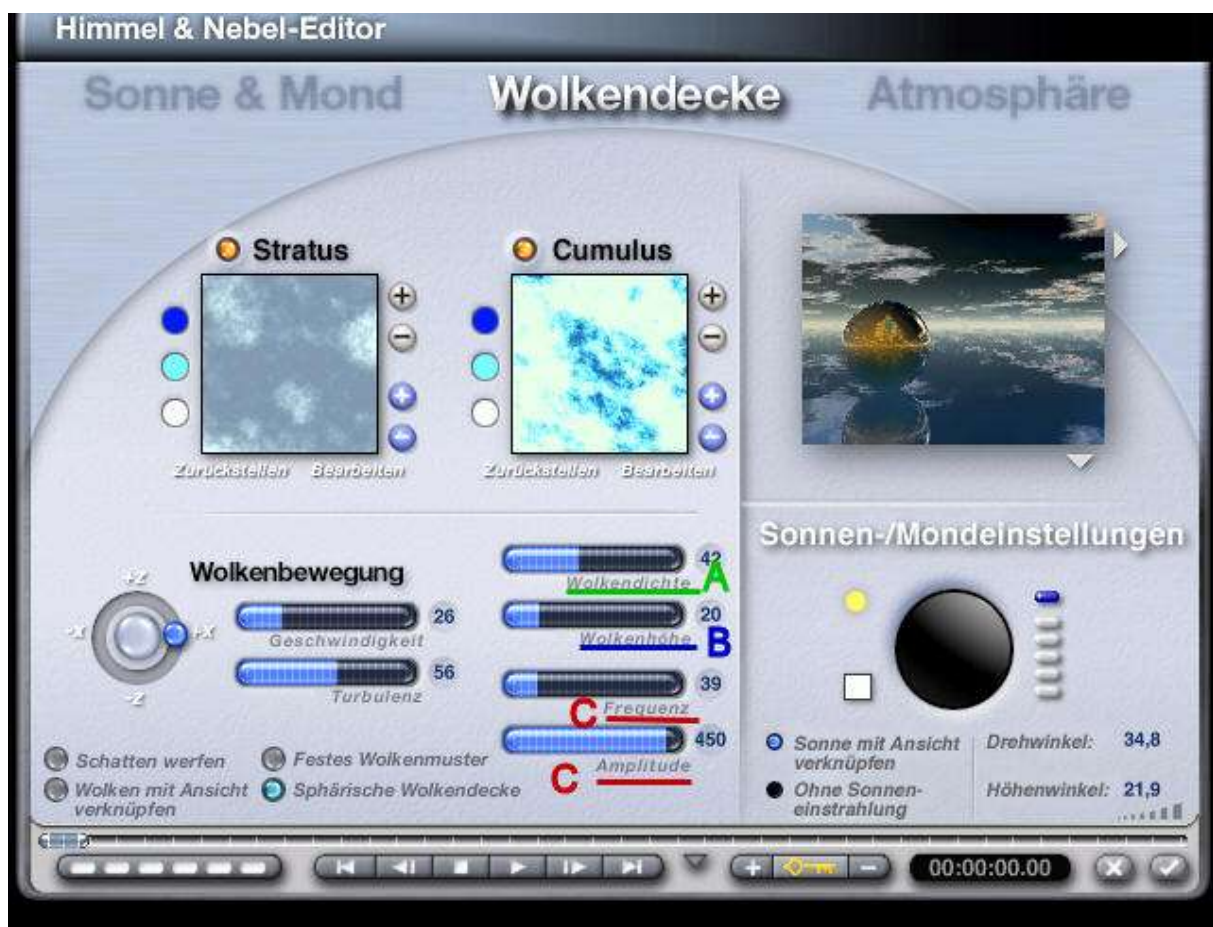 Himmel & Nebel-Editor
Sonne & Mond Wolkendecke Atmosphäre
Stratus Cumulus
Zurückstellen Bearbeiten Zurückstellen Bearbeiten
Sonnen-/Mondeinstellungen
42
Wolkendichte A
+Z
Wolkenbewegung
-X +X
-Z
26
Geschwindigkeit
20
Wolkenhöhe B
56
Turbulenz
39
Frequenz
C
450
Amplitude
C
Schatten werfen
Festes Wolkenmuster
Wolken mit Ansicht
verknüpfen
Sphärische Wolkendecke
Sonne mit Ansicht
verknüpfen
Drehwinkel: 34,8
Ohne Sonnen-
einstrahlung
Höhenwinkel: 21,9
00:00:00.00